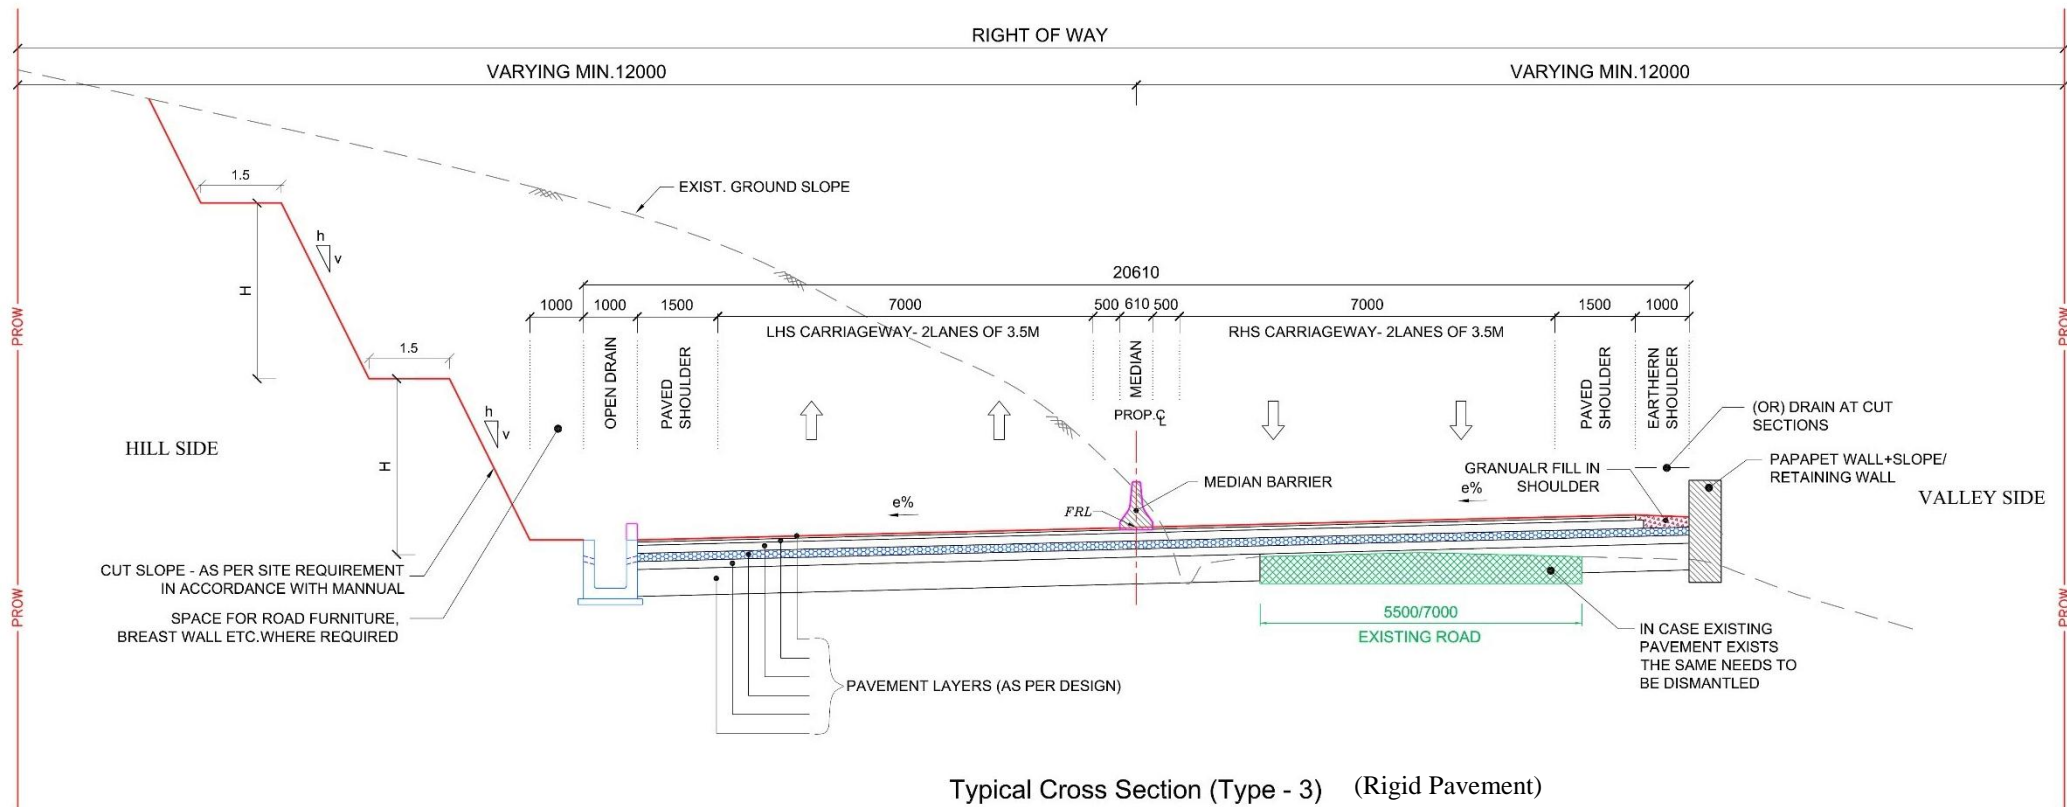 RIGHT OF WAY
VARYING MIN.12000
VARYING MIN.12000
1.5
EXIST. GROUND SLOPE
h
v
H
20610
1000
1000
1500
7000
500
610
500
7000
1500
1000
LHS CARRIAGEWAY- 2LANES OF 3.5M
RHS CARRIAGEWAY- 2LANES OF 3.5M
PROW
PROW
1.5
OPEN DRAIN
PAVED
SHOULDER
MEDIAN
PAVED
SHOULDER
EARTHERN
SHOULDER
PROP.℄
h
v
H
HILL SIDE
(OR) DRAIN AT CUT
SECTIONS
PAPAPET WALL+SLOPE/
RETAINING WALL
GRANUALR FILL IN
SHOULDER
MEDIAN BARRIER
e%
e%
FRL
VALLEY SIDE
CUT SLOPE - AS PER SITE REQUIREMENT
IN ACCORDANCE WITH MANNUAL
SPACE FOR ROAD FURNITURE,
BREAST WALL ETC.WHERE REQUIRED
PROW
PROW
5500/7000
EXISTING ROAD
IN CASE EXISTING
PAVEMENT EXISTS
THE SAME NEEDS TO
BE DISMANTLED
PAVEMENT LAYERS (AS PER DESIGN)
Typical Cross Section (Type - 3) (Rigid Pavement)